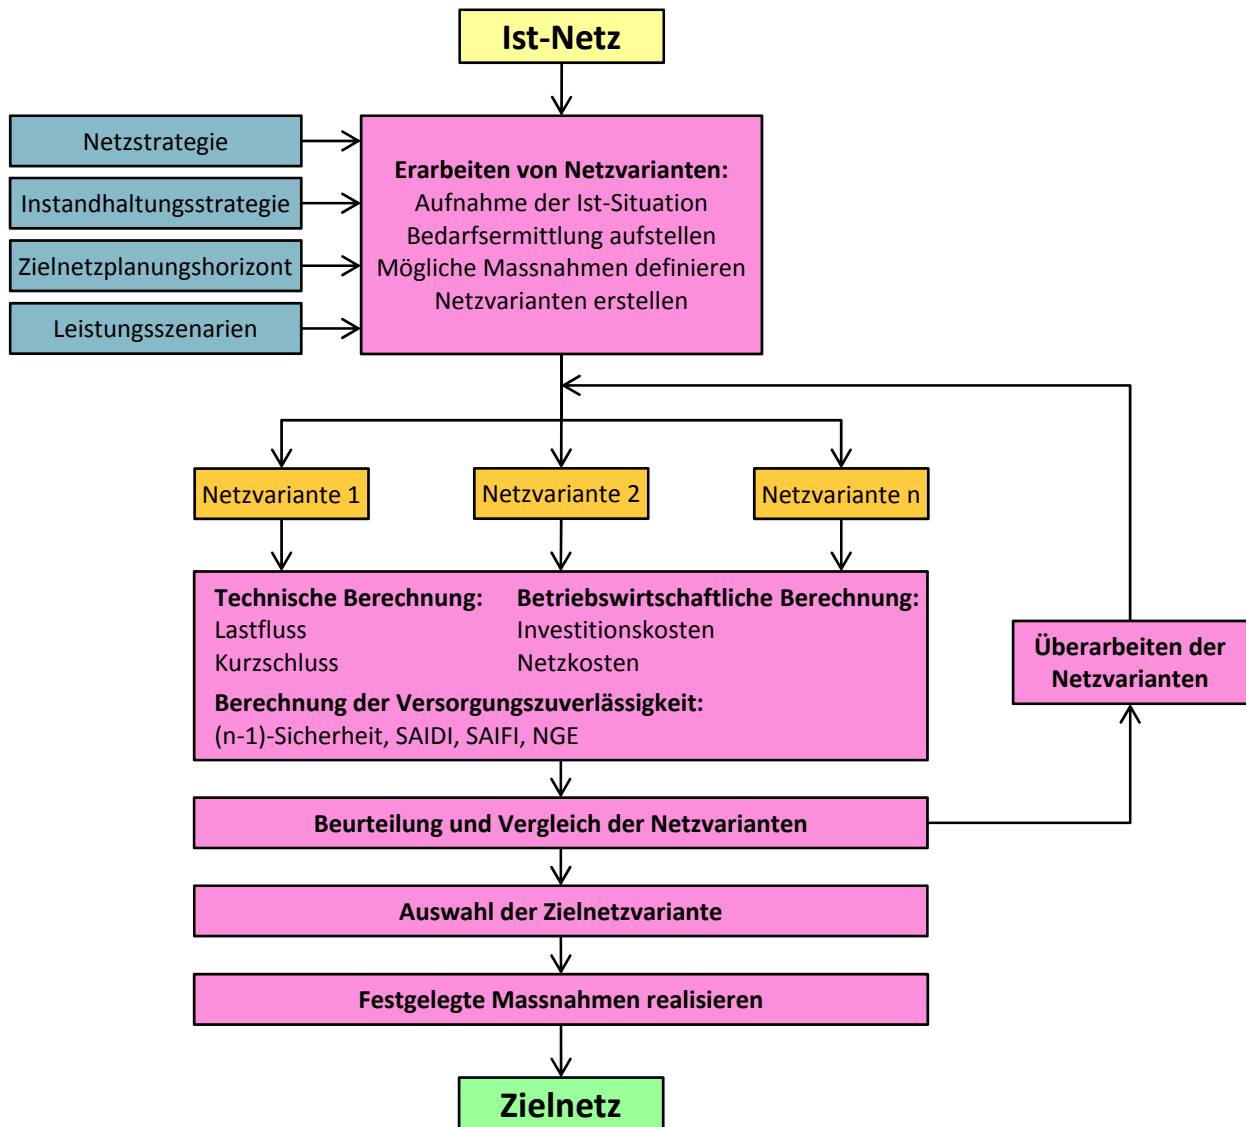 Ist-Netz
Netzstrategie
Instandhaltungsstrategie
Zielnetzplanungshorizont
Leistungsszenarien
Erarbeiten von Netzvarianten:
Aufnahme der Ist-Situation
Bedarfsermittlung aufstellen
Mögliche Massnahmen definieren
Netzvarianten erstellen
Netzvariante 1
Netzvariante 2
Netzvariante n
Technische Berechnung:
Lastfluss
Kurzschluss
Betriebswirtschaftliche Berechnung:
Investitionskosten
Netzkosten
Berechnung der Versorgungszuverlässigkeit:
(n-1)-Sicherheit, SAIDI, SAIFI, NGE
Überarbeiten der
Netzvarianten
Beurteilung und Vergleich der Netzvarianten
Auswahl der Zielnetzvariante
Festgelegte Massnahmen realisieren
Zielnetz